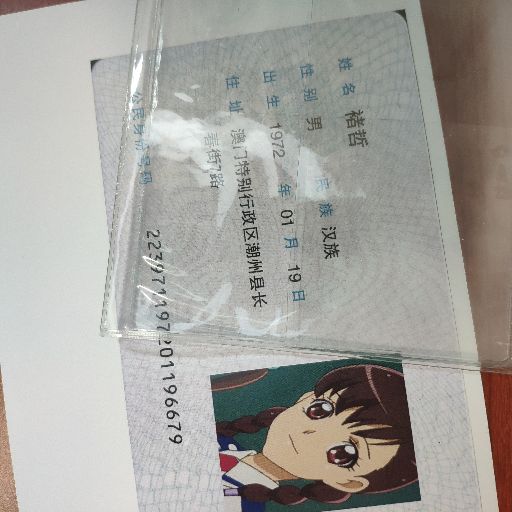 姓名 褚哲
性别 男 民族 汉族
出生 1972 年 01 月 19 日
住址 澳门特别行政区潮州县长
春街7路
公民身份号码 222371197201196679